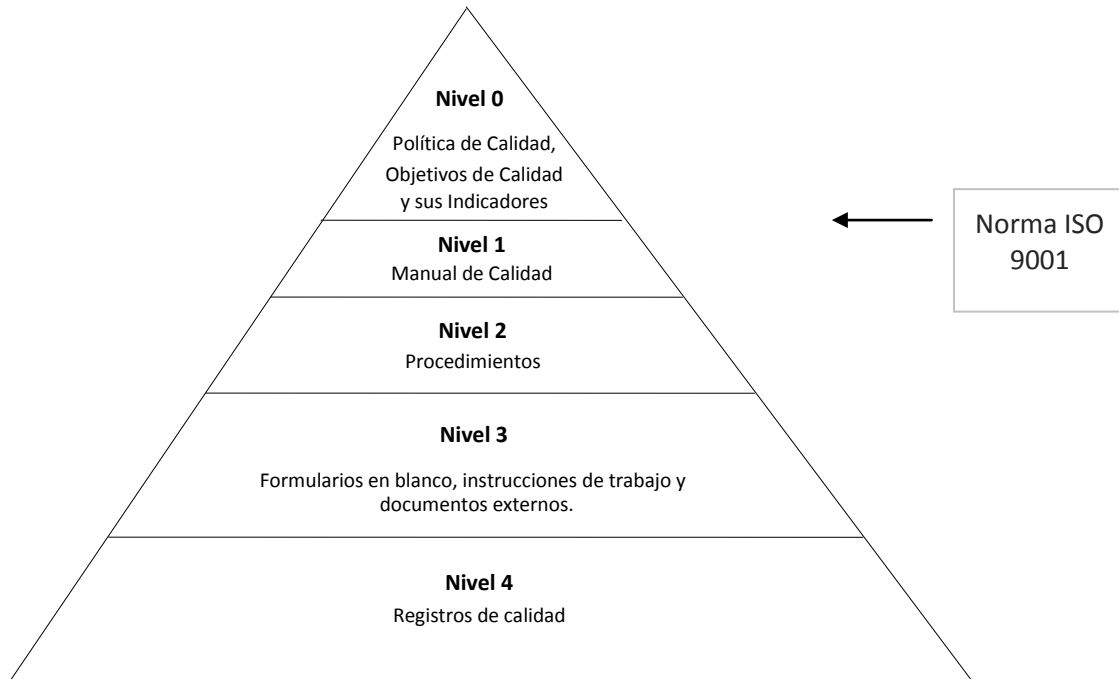 Nivel 0
Política de Calidad,
Objetivos de Calidad
y sus Indicadores
Nivel 1
Manual de Calidad
Nivel 2
Procedimientos
Nivel 3
Formularios en blanco, instrucciones de trabajo y
documentos externos.
Nivel 4
Registros de calidad
Norma ISO
9001